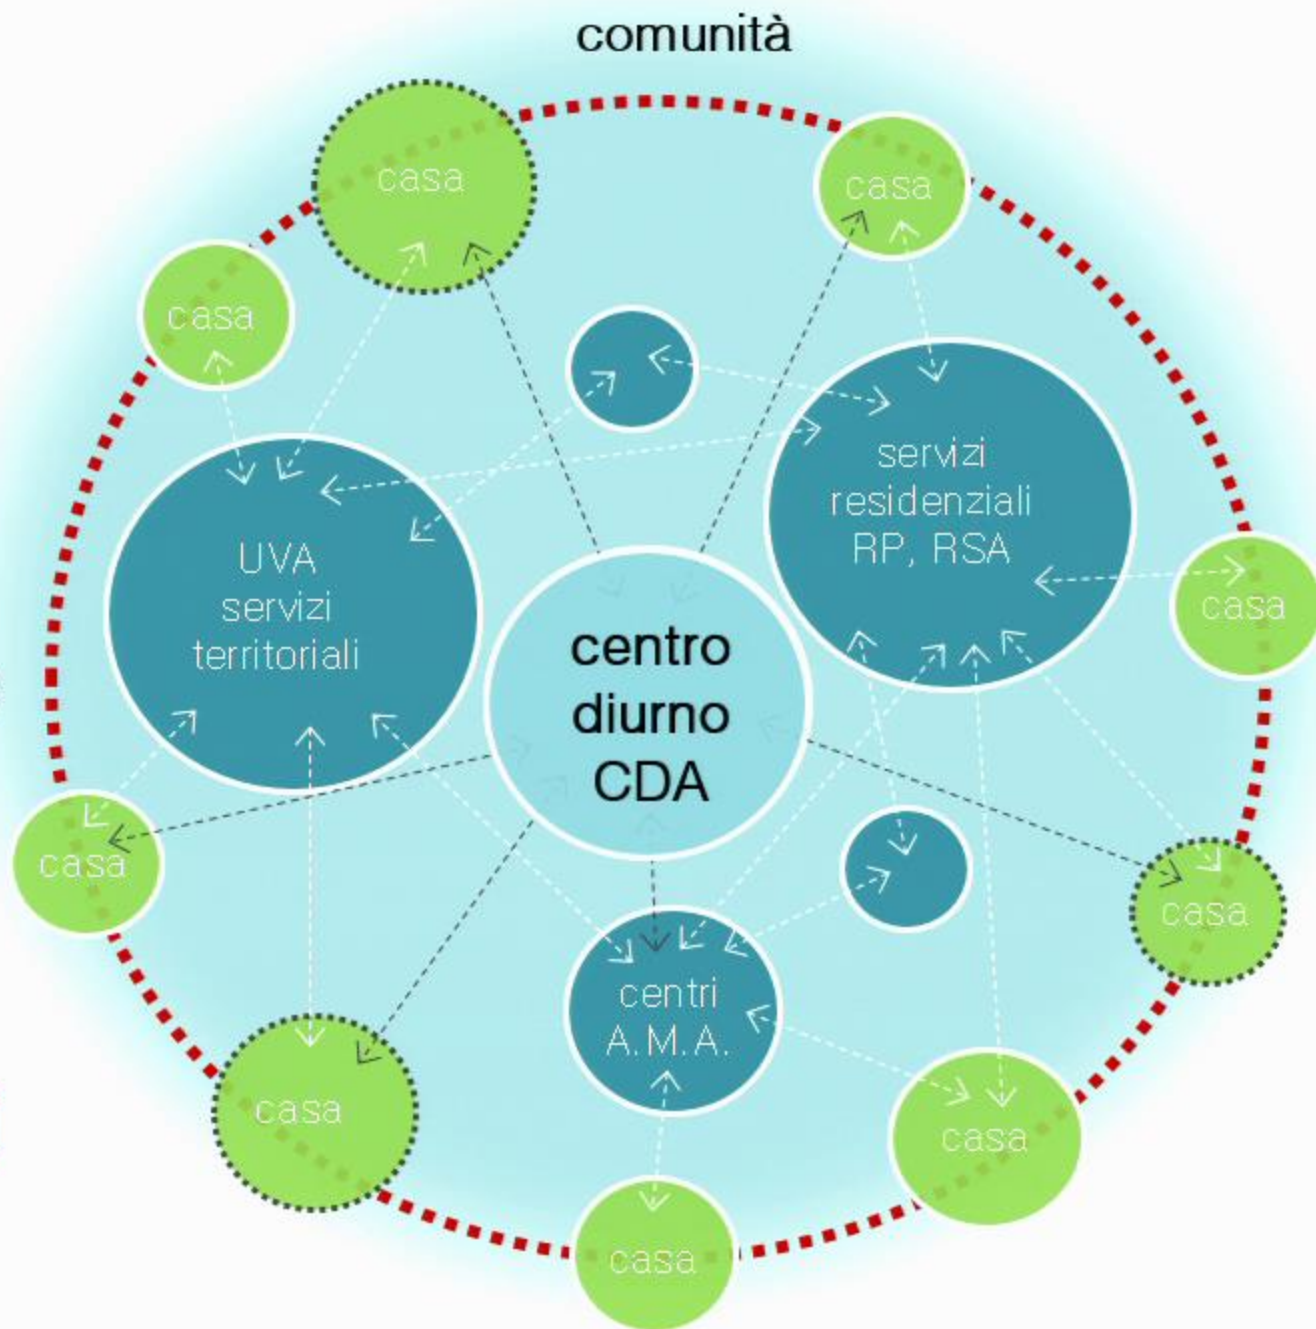 comunità
casa
casa
casa
servizi
residenziali
RP, RSA
UVA
servizi
territoriali
casa
centro
diurno
CDA
casa
casa
centri
A.M.A.
casa
casa
casa